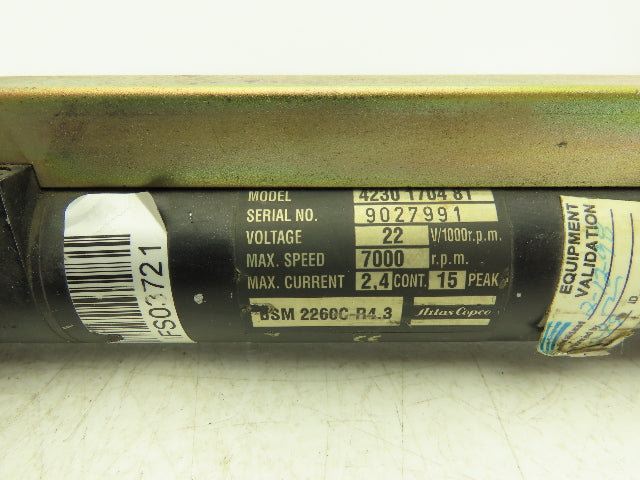 MODEL 4230 1704 81
SERIAL NO. 9027991
VOLTAGE 22 V/1000r.p.m.
MAX. SPEED 7000 r.p.m.
MAX. CURRENT 2,4 CONT. 15 PEAK
BSM 2260C-R4.3 Atlas Copco
CE
FS03721
EQUIPMENT
VALIDATION